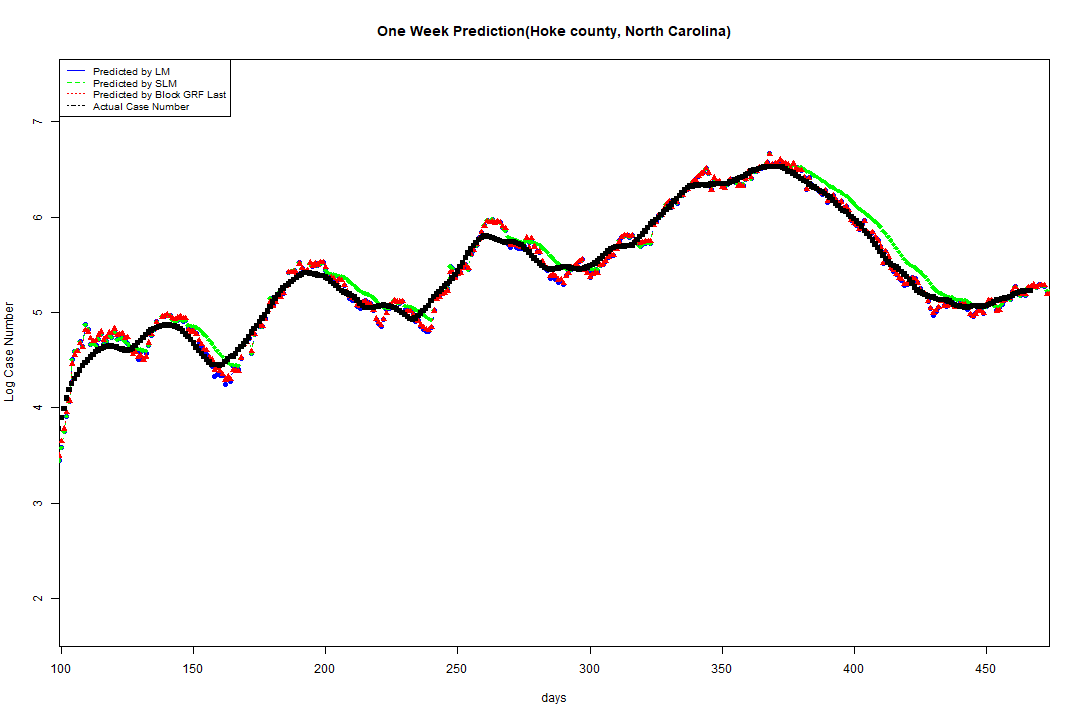 One Week Prediction(Hoke county, North Carolina)
Predicted by LM
Predicted by SLM
Predicted by Block GRF Last
Actual Case Number
7
6
5
4
3
2
Log Case Number
100 150 200 250 300 350 400 450
days